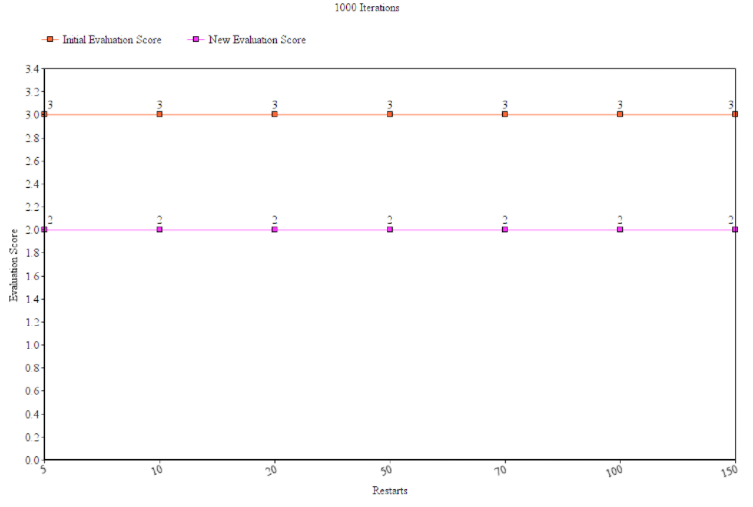 1000 Iterations
Initial Evaluation Score
New Evaluation Score
3.4
3.2
3 3 3 3 3 3 3
3.0
2.8
2.6
2.4
2.2
2 2 2 2 2 2 2
2.0
1.8
1.6
1.4
1.2
1.0
0.8
0.6
0.4
0.2
0.0
Evaluation Score
5 10 20 50 70 100 150
Restarts